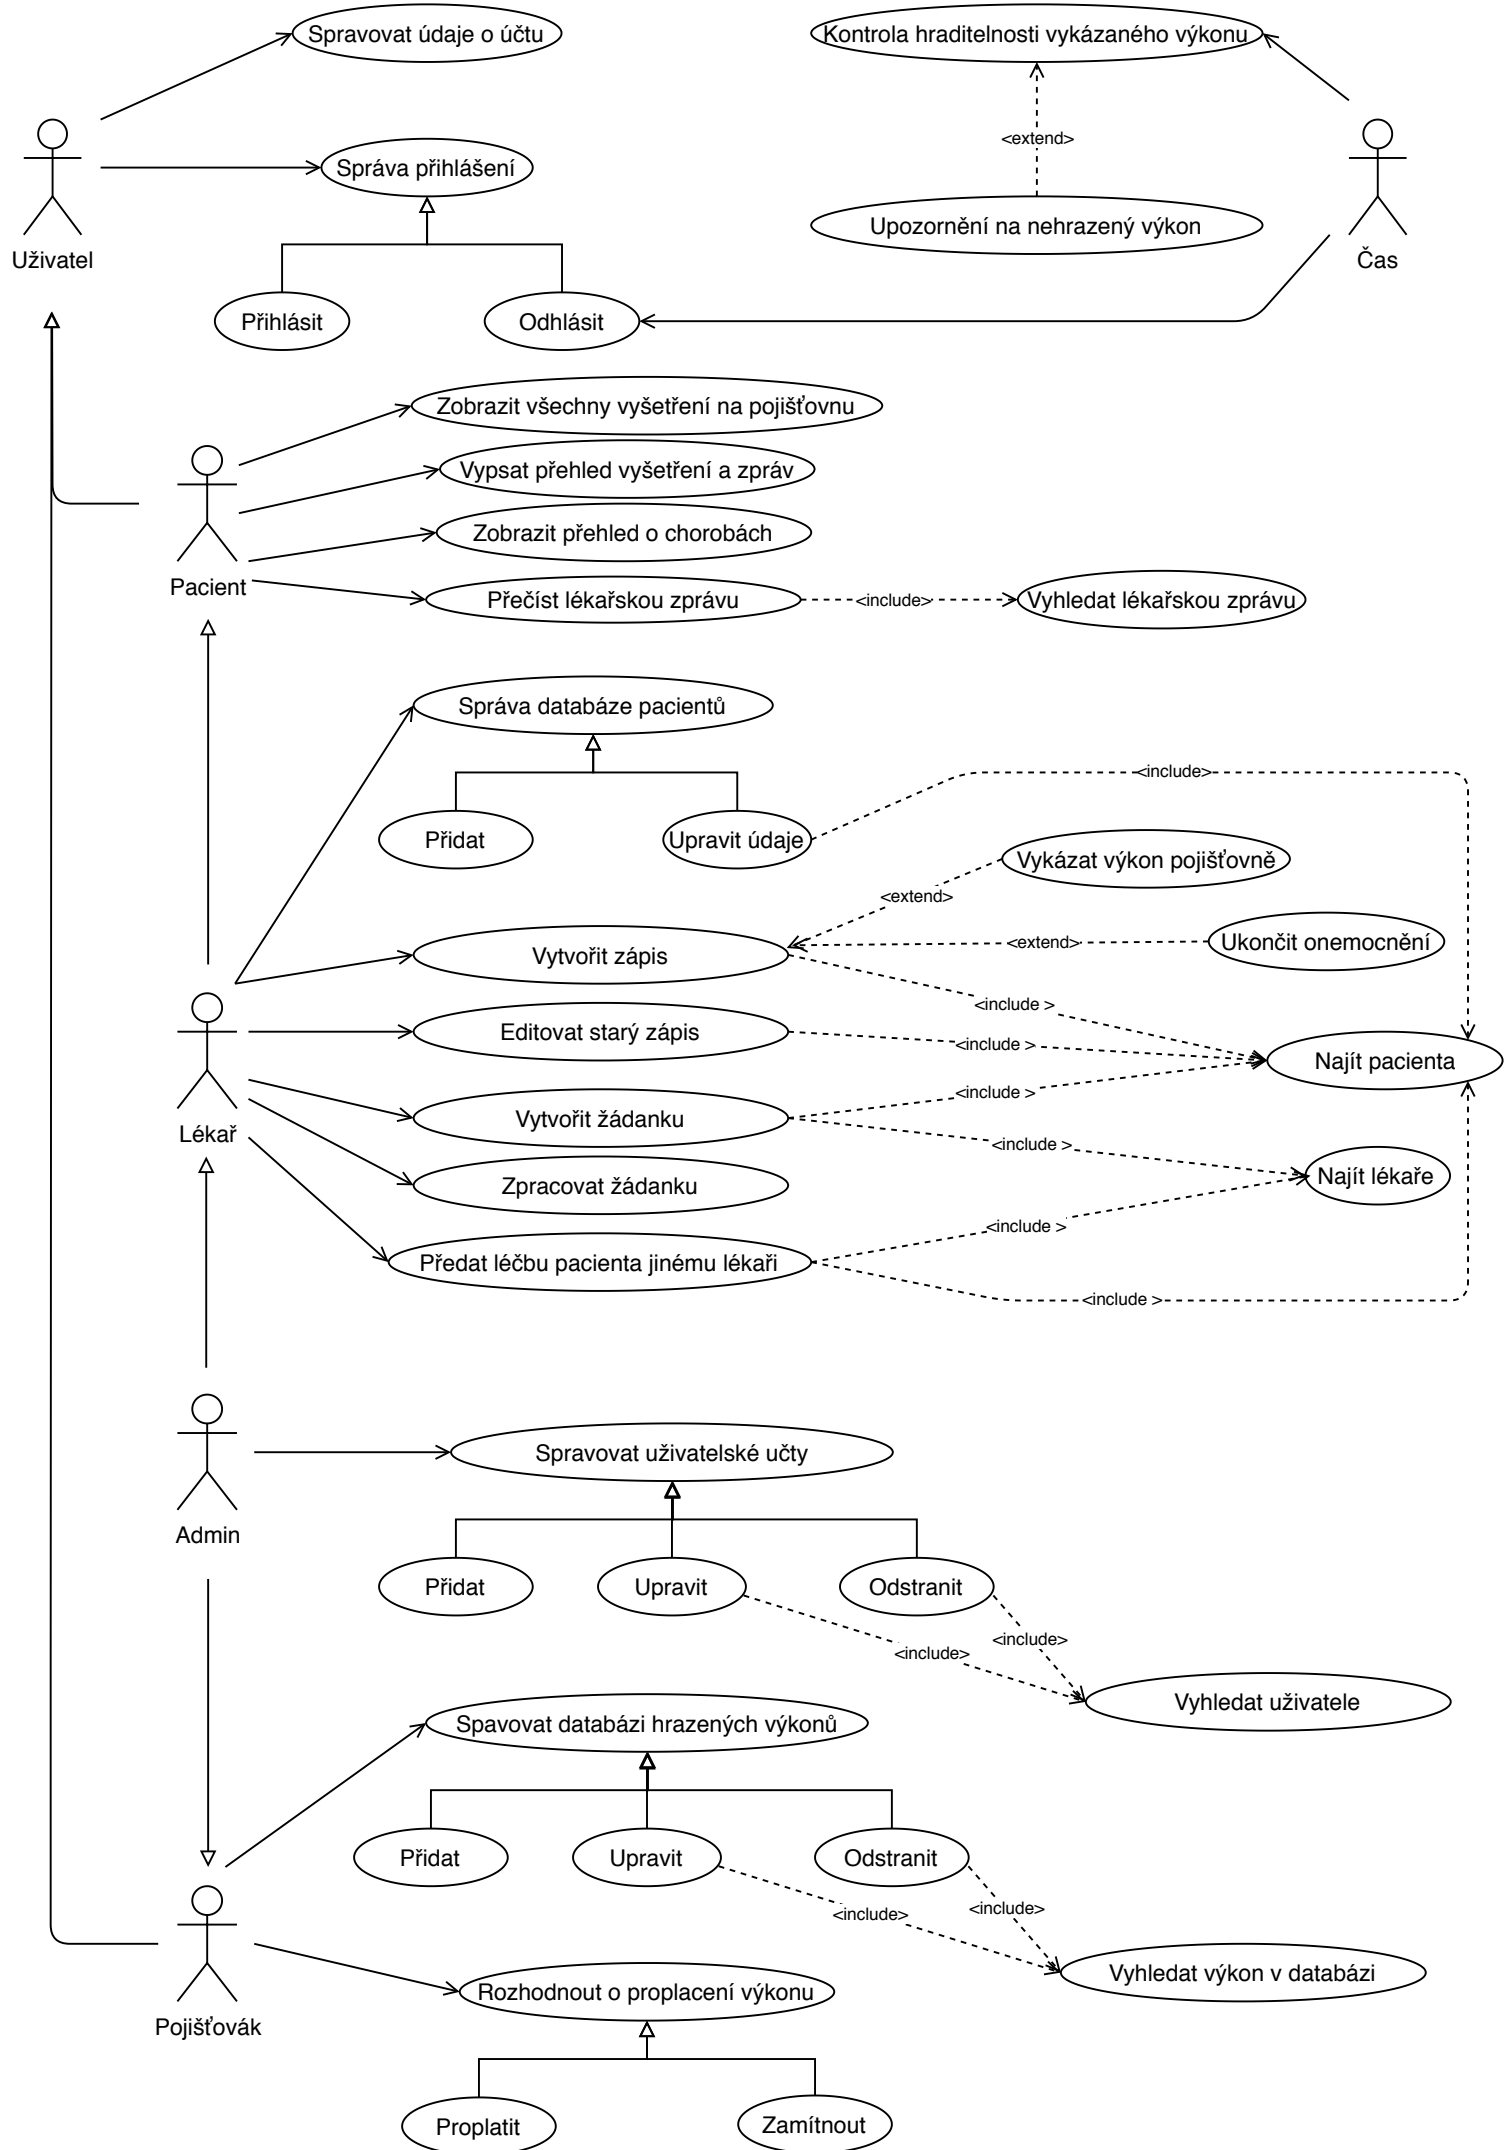 Spravovat údaje o účtu
Kontrola hraditelnosti vykázaného výkonu
<extend>
Správa přihlášení
Upozornění na nehrazený výkon
Uživatel
Čas
Přihlásit
Odhlásit
Zobrazit všechny vyšetření na pojišťovnu
Vypsat přehled vyšetření a zpráv
Zobrazit přehled o chorobách
Pacient
Přečíst lékařskou zprávu
<include>
Vyhledat lékařskou zprávu
Správa databáze pacientů
<include>
Přidat
Upravit údaje
Vykázat výkon pojišťovně
<extend>
Ukončit onemocnění
<extend>
Vytvořit zápis
<include >
Editovat starý zápis
<include >
Najít pacienta
<include >
Vytvořit žádanku
Lékař
<include >
Najít lékaře
Zpracovat žádanku
<include >
Předat léčbu pacienta jinému lékaři
<include >
Spravovat uživatelské učty
Admin
Přidat
Upravit
Odstranit
<include>
<include>
Vyhledat uživatele
Spavovat databázi hrazených výkonů
Přidat
Upravit
Odstranit
<include>
<include>
Vyhledat výkon v databázi
Rozhodnout o proplacení výkonu
Pojišťovák
Proplatit
Zamítnout